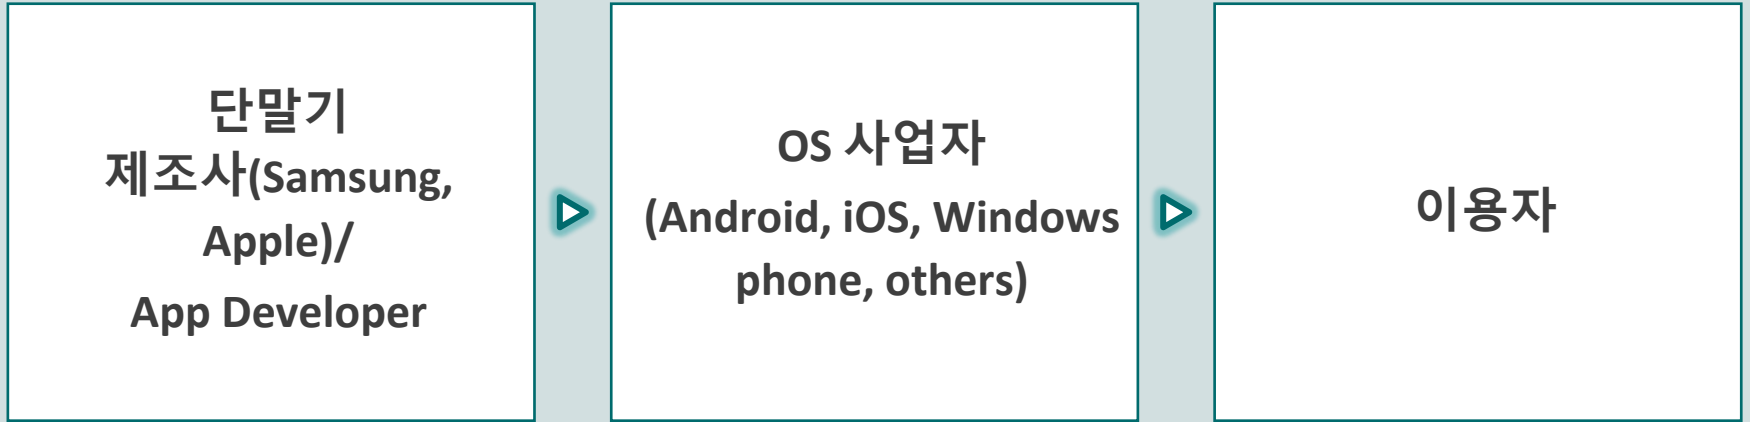 단말기
제조사(Samsung,
Apple)/
App Developer
OS 사업자
(Android, iOS, Windows
phone, others)
이용자